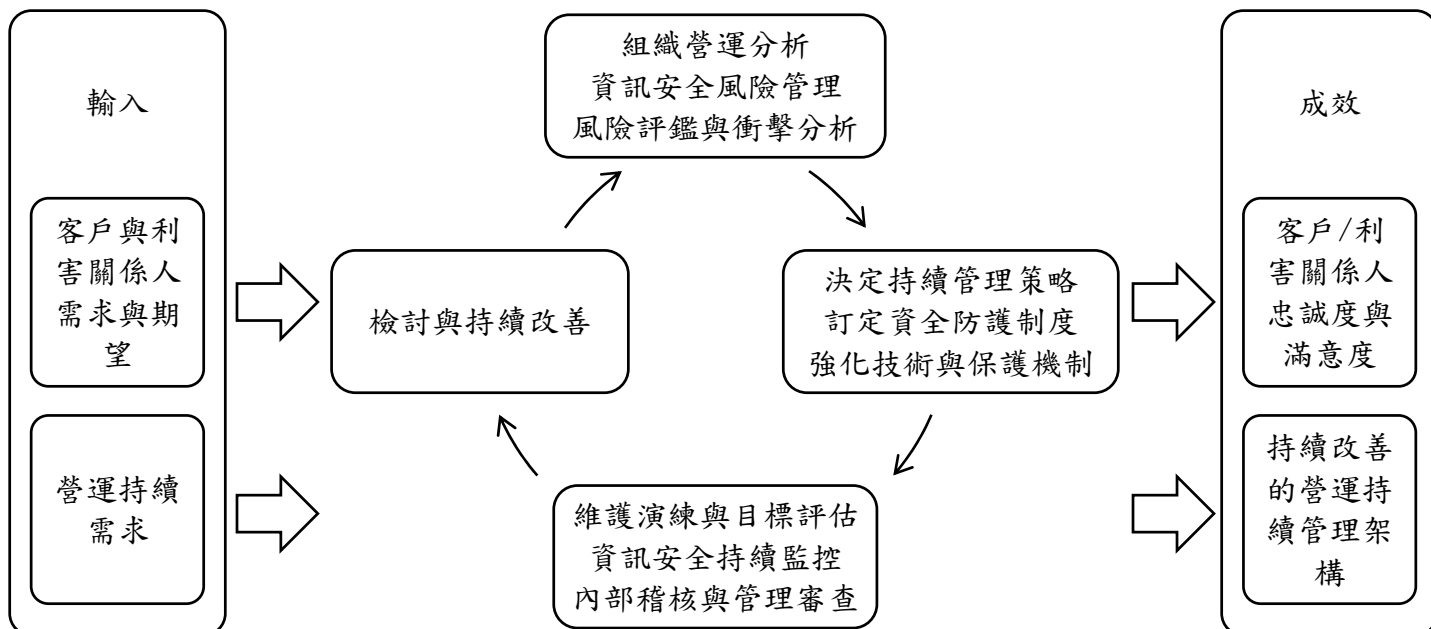 輸入
客戶與利
害關係人
需求與期
望
營運持續
需求
組織營運分析
資訊安全風險管理
風險評鑑與衝擊分析
檢討與持續改善
決定持續管理策略
訂定資全防護制度
強化技術與保護機制
維護演練與目標評估
資訊安全持續監控
內部稽核與管理審查
成效
客戶/利
害關係人
忠誠度與
滿意度
持續改善
的營運持
續管理架
構